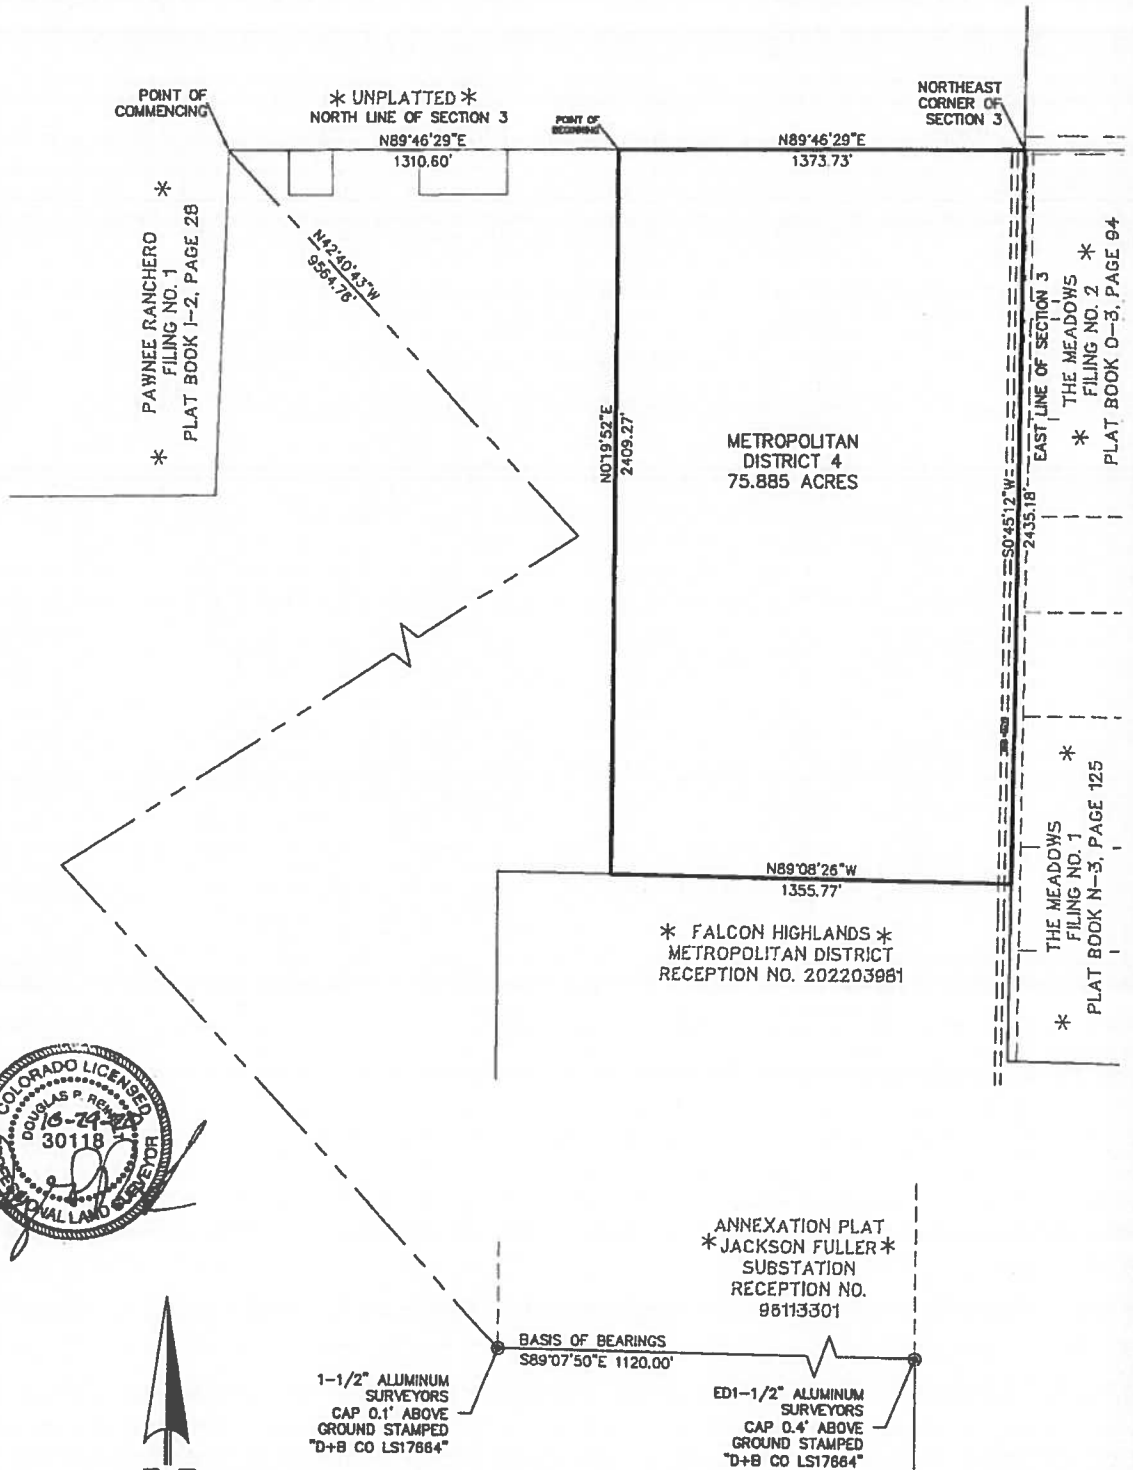 POINT OF
COMMENCING
* UNPLATTED *
NORTH LINE OF SECTION 3
N89°46'29"E
1310.60'
POINT OF
BEGINNING
N89°46'29"E
1373.73'
NORTHEAST
CORNER OF
SECTION 3
* PAWNEE RANCHERO *
FILING NO. 1
PLAT BOOK I-2, PAGE 28
N42°40'43"W
9564.76'
N0°19'52"E
2409.27'
METROPOLITAN
DISTRICT 4
75.885 ACRES
S0°45'12"W
2435.18'
EAST LINE OF SECTION 3
* THE MEADOWS *
FILING NO. 2
PLAT BOOK O-3, PAGE 94
N89°08'26"W
1355.77'
* FALCON HIGHLANDS *
METROPOLITAN DISTRICT
RECEPTION NO. 202203981
* THE MEADOWS *
FILING NO. 1
PLAT BOOK N-3, PAGE 125
COLORADO LICENSED
DOUGLAS P.
30118
PROFESSIONAL LAND SURVEYOR
ANNEXATION PLAT
* JACKSON FULLER *
SUBSTATION
RECEPTION NO.
96113301
BASIS OF BEARINGS
S89°07'50"E 1120.00'
1-1/2" ALUMINUM
SURVEYORS
CAP 0.1' ABOVE
GROUND STAMPED
"D+B CO LS17664"
ED1-1/2" ALUMINUM
SURVEYORS
CAP 0.4' ABOVE
GROUND STAMPED
"D+B CO LS17664"